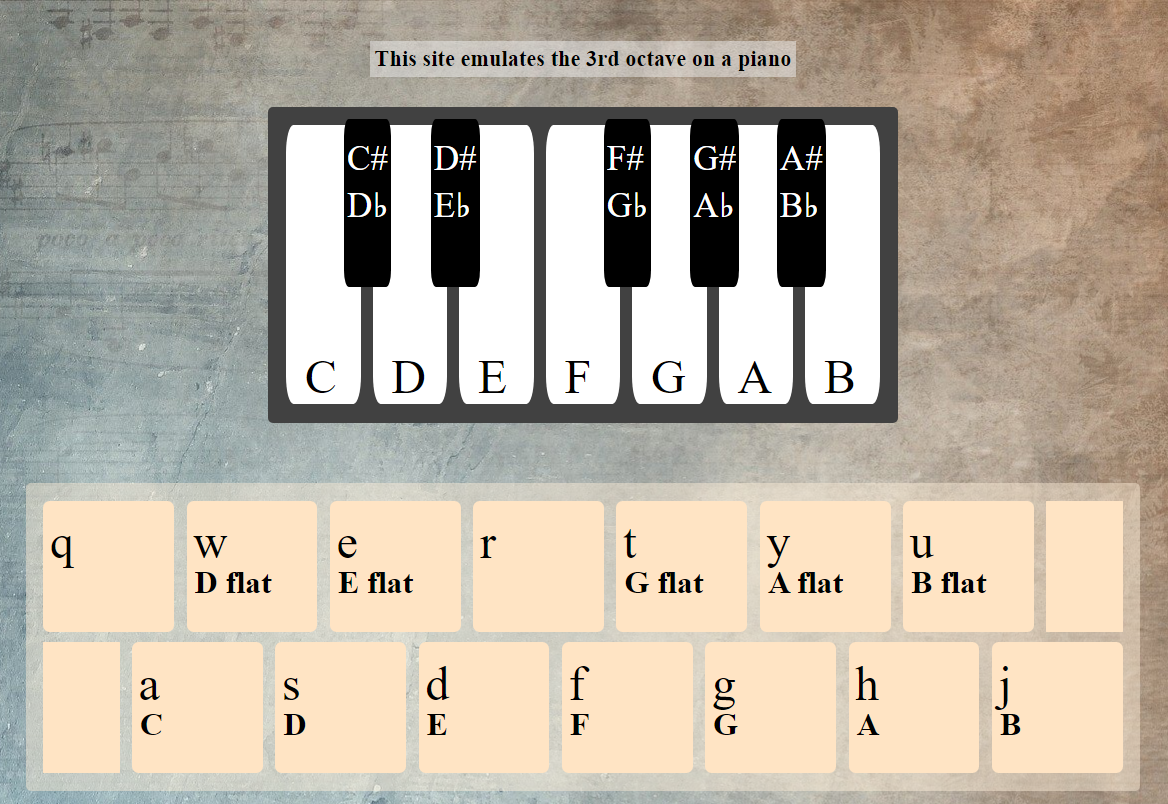 This site emulates the 3rd octave on a piano
C# D# F# G# A#
D♭ E♭ G♭ A♭ B♭
C D E F G A B
q w e r t y u
D flat E flat G flat A flat B flat
a s d f g h j
C D E F G A B